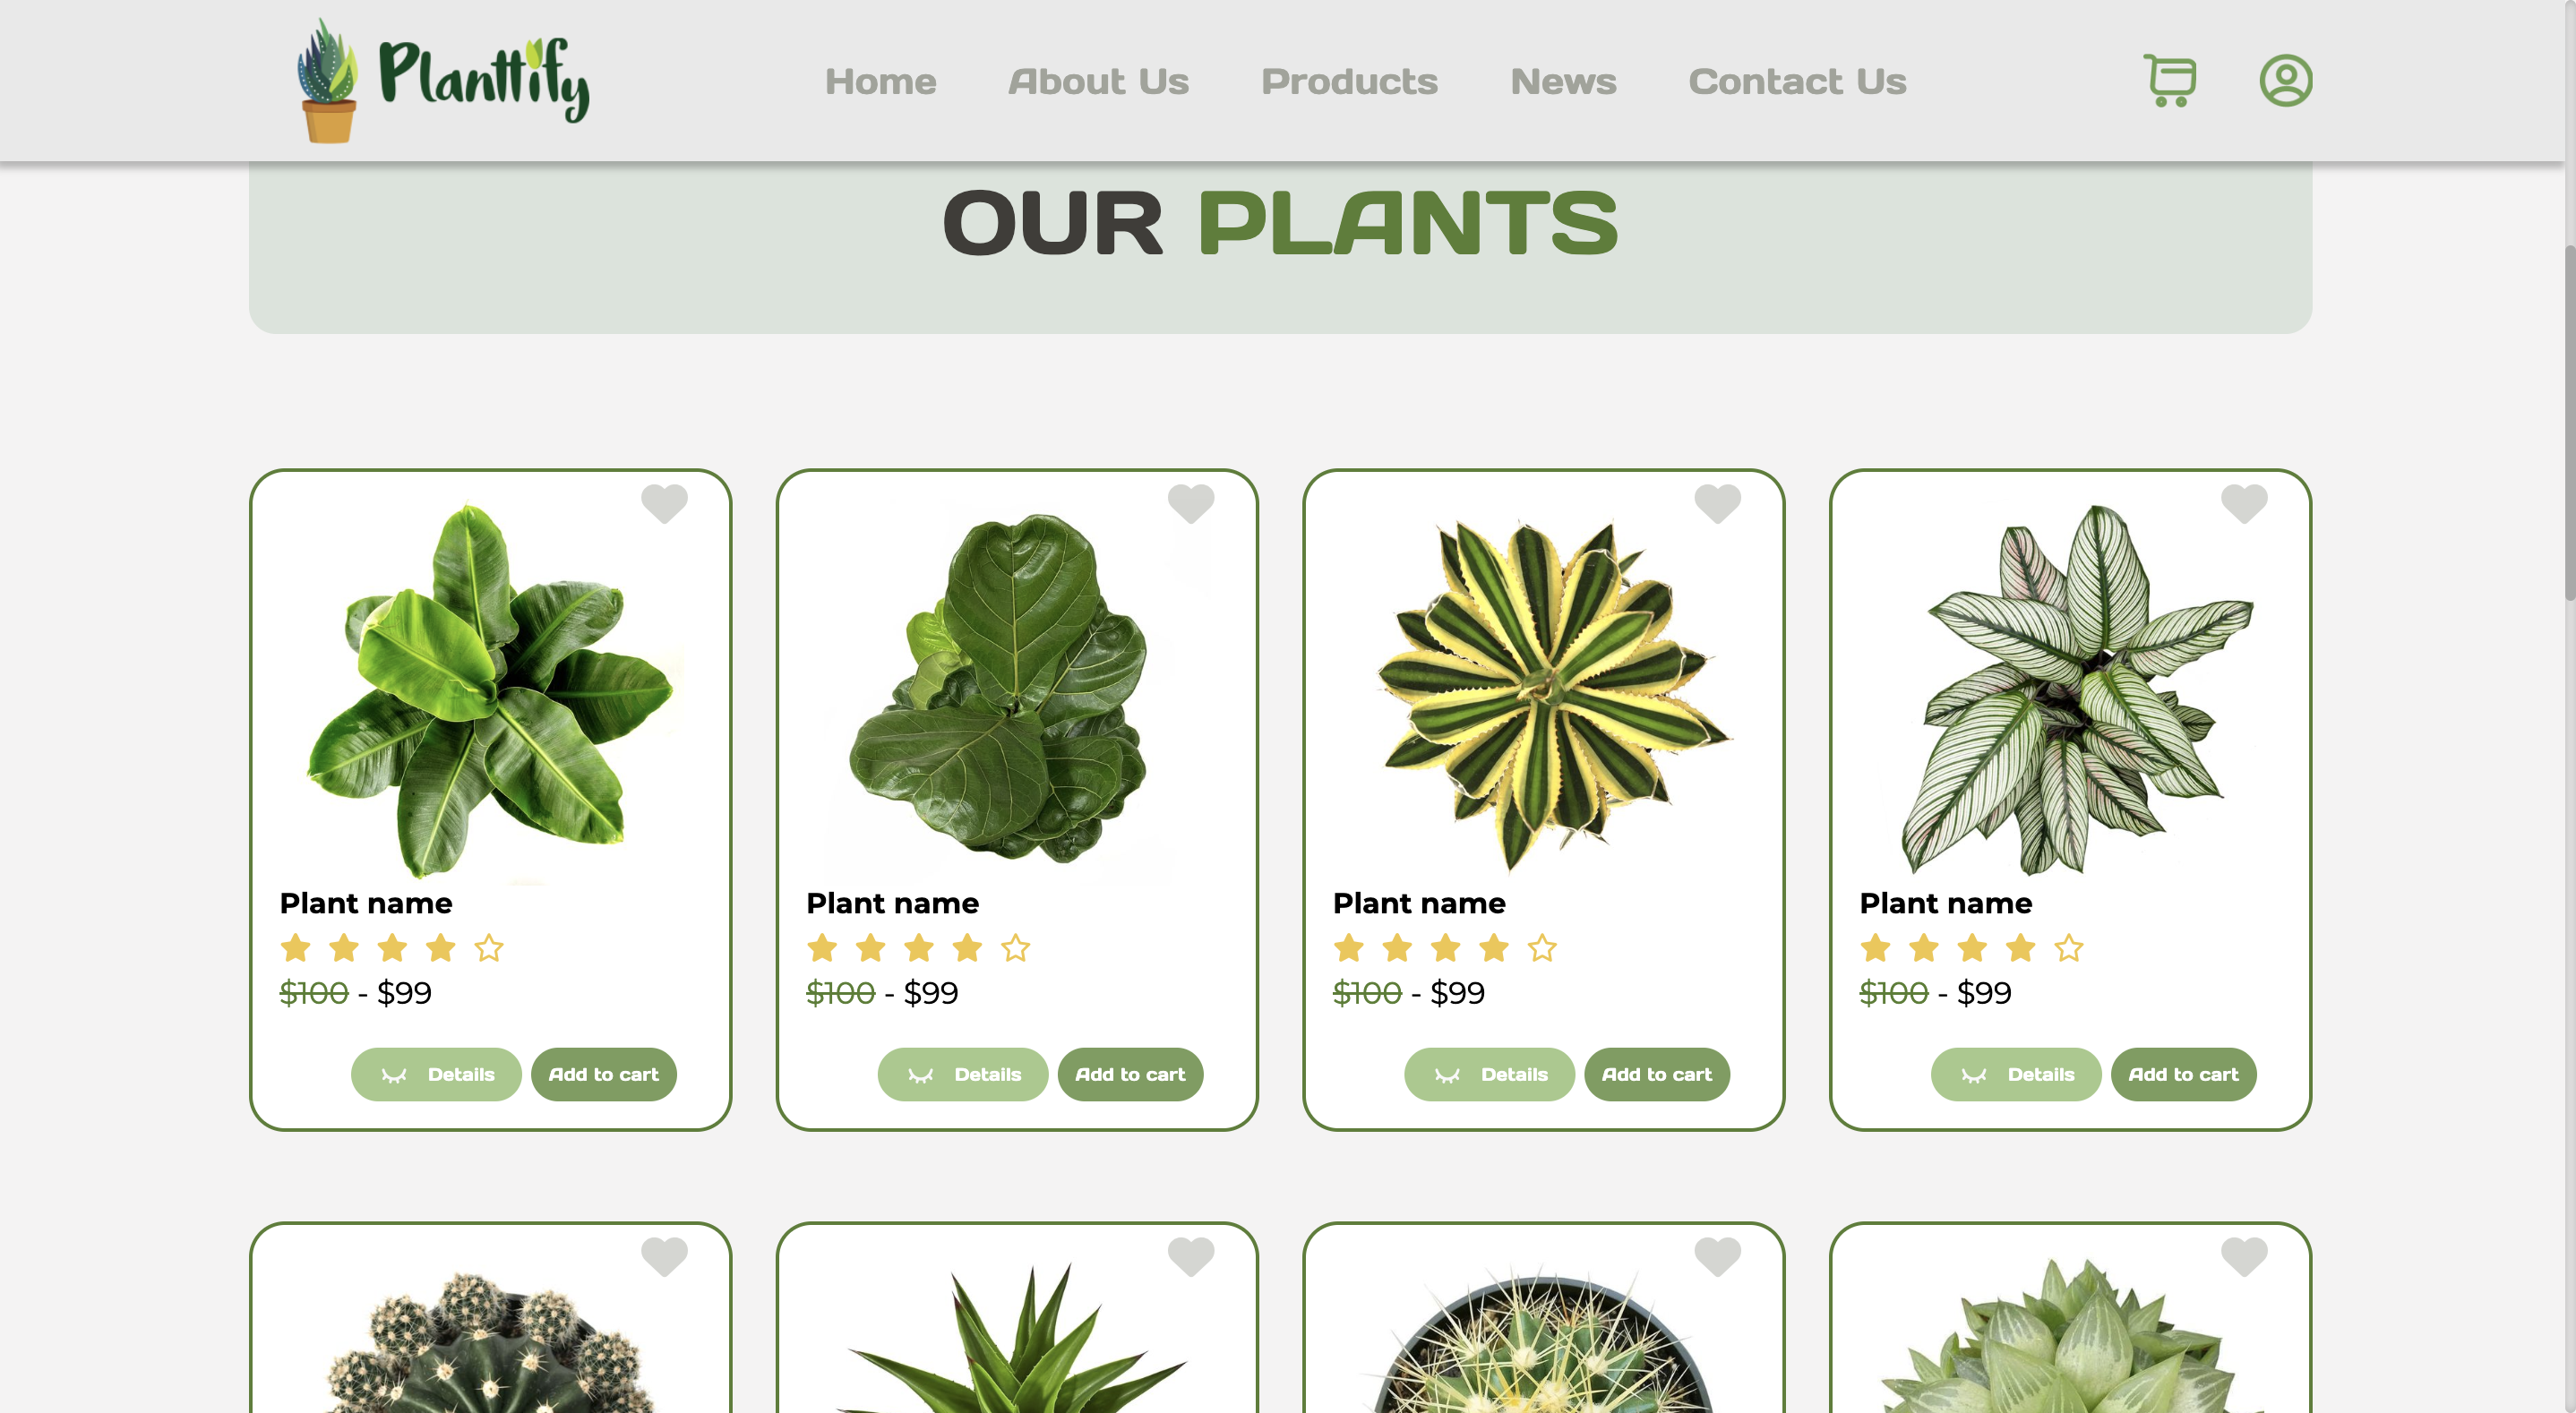 Planttify
Home About Us Products News Contact Us
OUR PLANTS
Plant name
$100 - $99
Details Add to cart
Plant name
$100 - $99
Details Add to cart
Plant name
$100 - $99
Details Add to cart
Plant name
$100 - $99
Details Add to cart